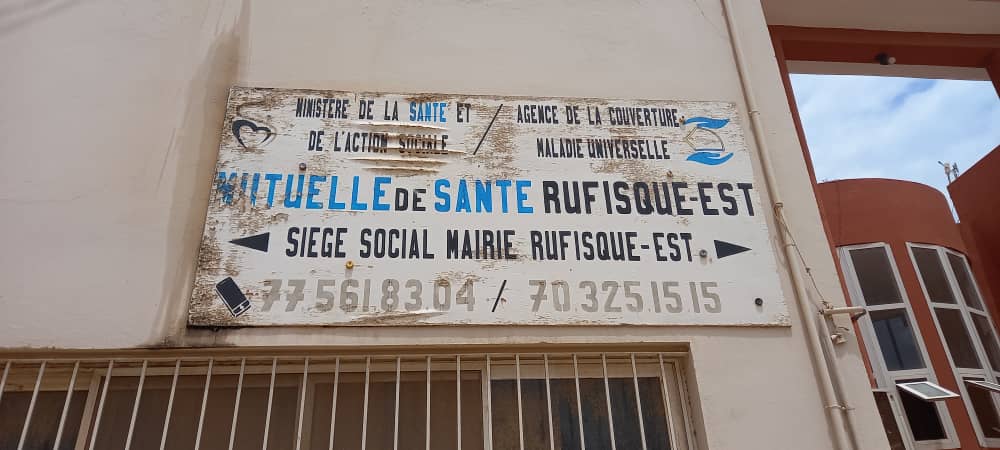 MINISTERE DE LA SANTE ET / AGENCE DE LA COUVERTURE
DE L'ACTION SOCIALE MALADIE UNIVERSELLE
MUTUELLE DE SANTE RUFISQUE-EST
SIEGE SOCIAL MAIRIE RUFISQUE-EST
77.561.83.04 / 70.325.15.15